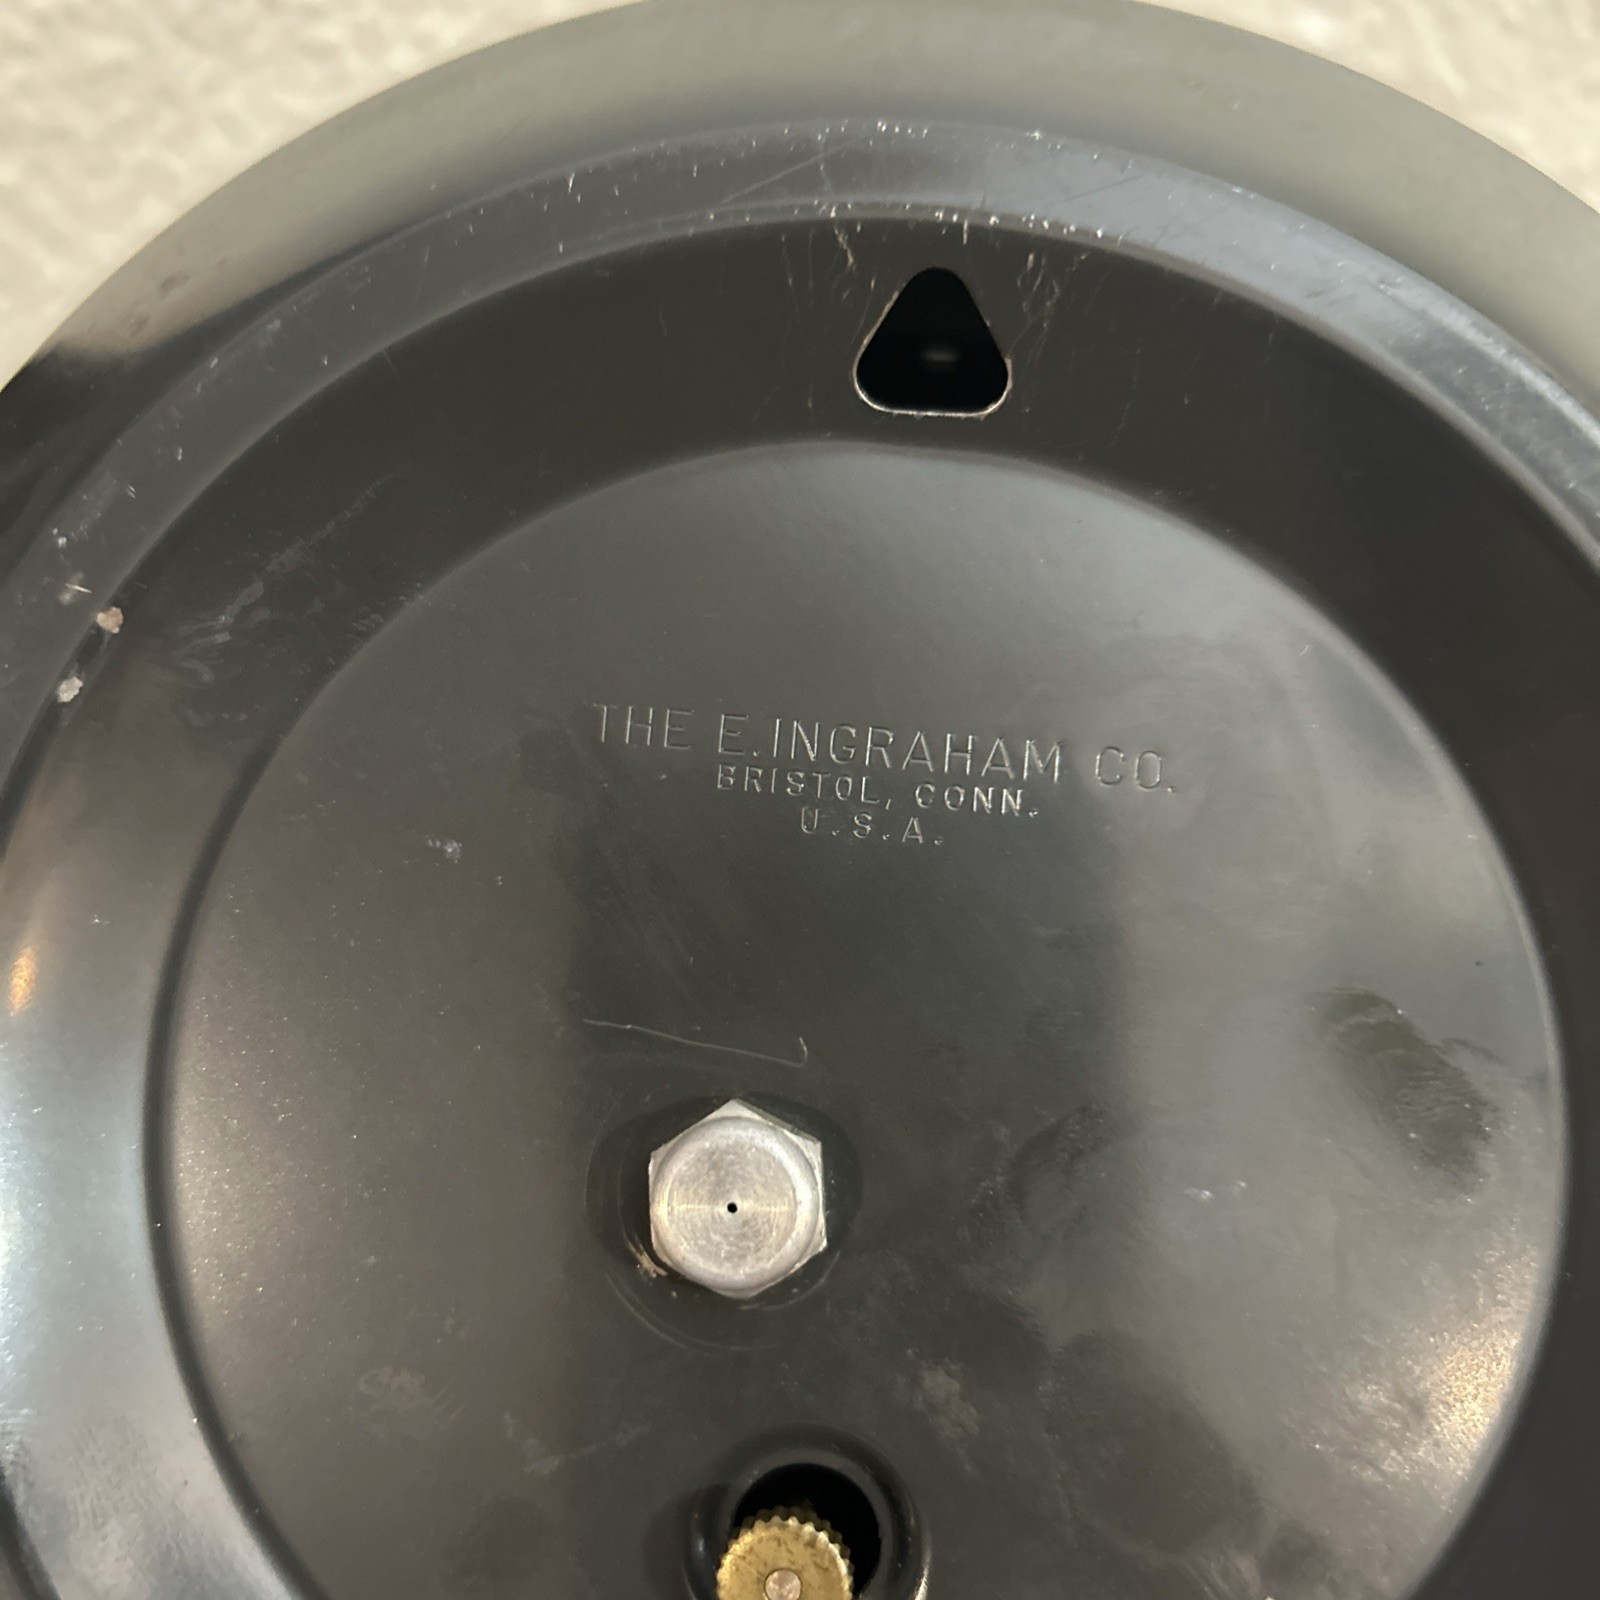 THE E.INGRAHAM CO.
BRISTOL, CONN.
U.S.A.